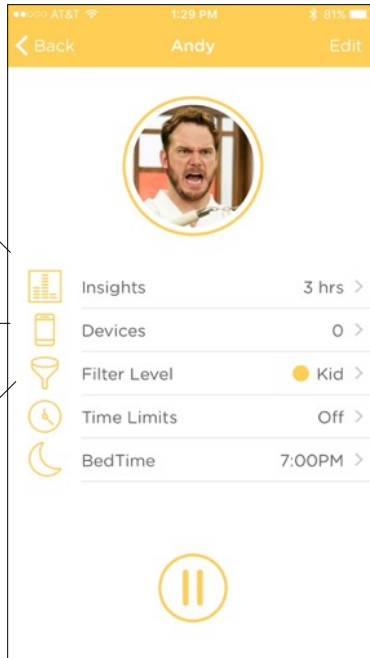 AT&T 1:29 PM 81%
Back Andy Edit
Insights 3 hrs
Devices 0
Filter Level Kid
Time Limits Off
BedTime 7:00PM